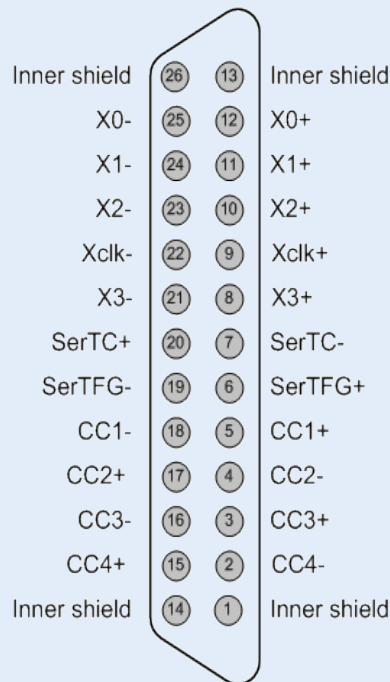 Inner shield 26 13 Inner shield
X0- 25 12 X0+
X1- 24 11 X1+
X2- 23 10 X2+
Xclk- 22 9 Xclk+
X3- 21 8 X3+
SerTC+ 20 7 SerTC-
SerTFG- 19 6 SerTFG+
CC1- 18 5 CC1+
CC2+ 17 4 CC2-
CC3- 16 3 CC3+
CC4+ 15 2 CC4-
Inner shield 14 1 Inner shield